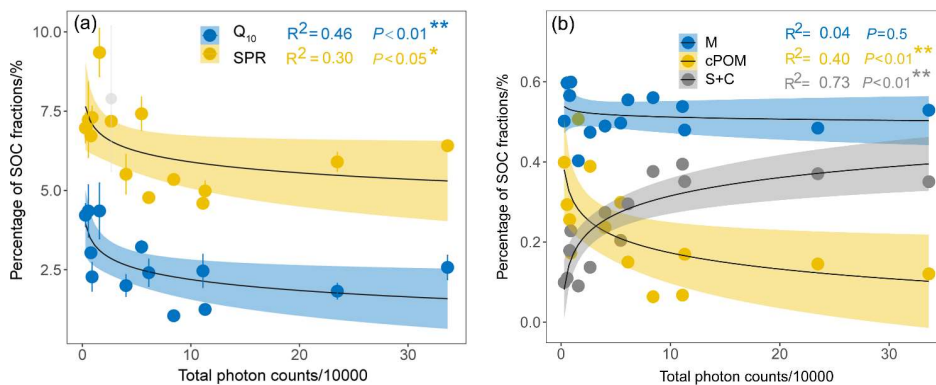 (a)
Q10 R2=0.46 P<0.01**
SPR R2=0.30 P<0.05*
Percentage of SOC fractions/%
10.0
7.5
5.0
2.5
0 10 20 30
Total photon counts/10000
(b)
M R2= 0.04 P=0.5
cPOM R2= 0.40 P<0.01**
S+C R2= 0.73 P<0.01**
Percentage of SOC fractions/%
0.6
0.4
0.2
0.0
0 10 20 30
Total photon counts/10000